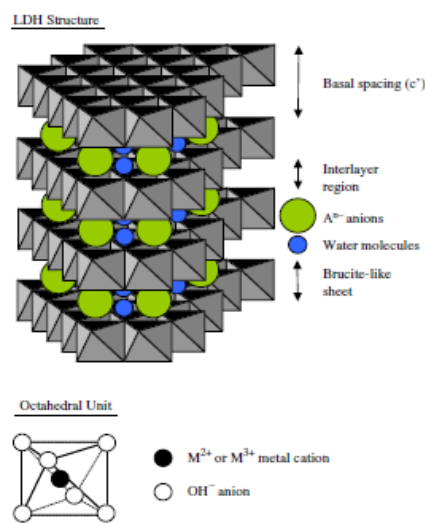 LDH Structure
Basal spacing (c')
Interlayer
region
Aⁿ⁻ anions
Water molecules
Brucite-like
sheet
Octahedral Unit
M²⁺ or M³⁺ metal cation
OH⁻ anion